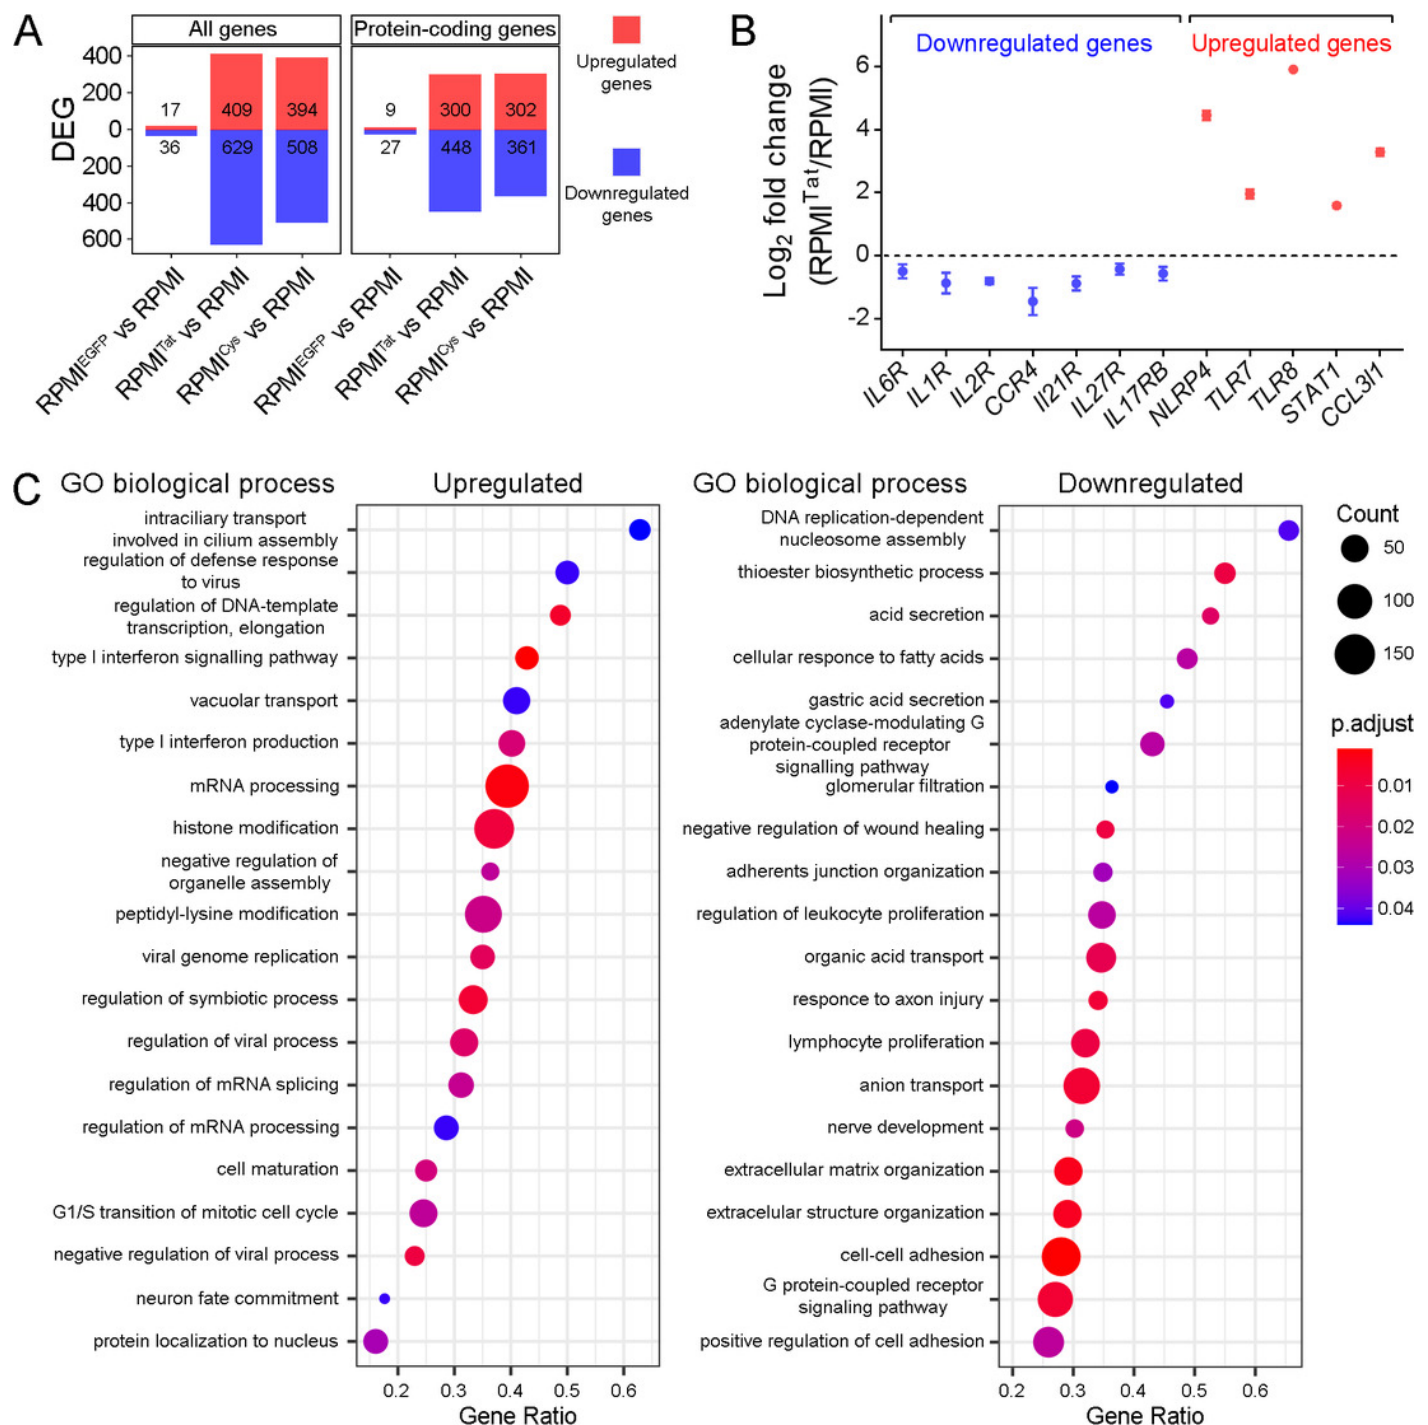 A
All genes
Protein-coding genes
Upregulated
genes
Downregulated
genes
DEG
400
200
0
200
400
600
17
409
394
36
629
508
9
300
302
27
448
361
RPMI^EGFP vs RPMI
RPMI^Tat vs RPMI
RPMI^Cys vs RPMI
RPMI^EGFP vs RPMI
RPMI^Tat vs RPMI
RPMI^Cys vs RPMI
B
Downregulated genes
Upregulated genes
Log2 fold change
(RPMI^Tat/RPMI)
6
4
2
0
-2
IL6R
IL1R
IL2R
CCR4
Il21R
IL27R
IL17RB
NLRP4
TLR7
TLR8
STAT1
CCL3l1
C
GO biological process
Upregulated
intraciliary transport
involved in cilium assembly
regulation of defense response
to virus
regulation of DNA-template
transcription, elongation
type I interferon signalling pathway
vacuolar transport
type I interferon production
mRNA processing
histone modification
negative regulation of
organelle assembly
peptidyl-lysine modification
viral genome replication
regulation of symbiotic process
regulation of viral process
regulation of mRNA splicing
regulation of mRNA processing
cell maturation
G1/S transition of mitotic cell cycle
negative regulation of viral process
neuron fate commitment
protein localization to nucleus
0.2
0.3
0.4
0.5
0.6
Gene Ratio
GO biological process
Downregulated
DNA replication-dependent
nucleosome assembly
thioester biosynthetic process
acid secretion
cellular responce to fatty acids
gastric acid secretion
adenylate cyclase-modulating G
protein-coupled receptor
signalling pathway
glomerular filtration
negative regulation of wound healing
adherents junction organization
regulation of leukocyte proliferation
organic acid transport
responce to axon injury
lymphocyte proliferation
anion transport
nerve development
extracellular matrix organization
extracelular structure organization
cell-cell adhesion
G protein-coupled receptor
signaling pathway
positive regulation of cell adhesion
0.2
0.3
0.4
0.5
0.6
Gene Ratio
Count
50
100
150
p.adjust
0.01
0.02
0.03
0.04